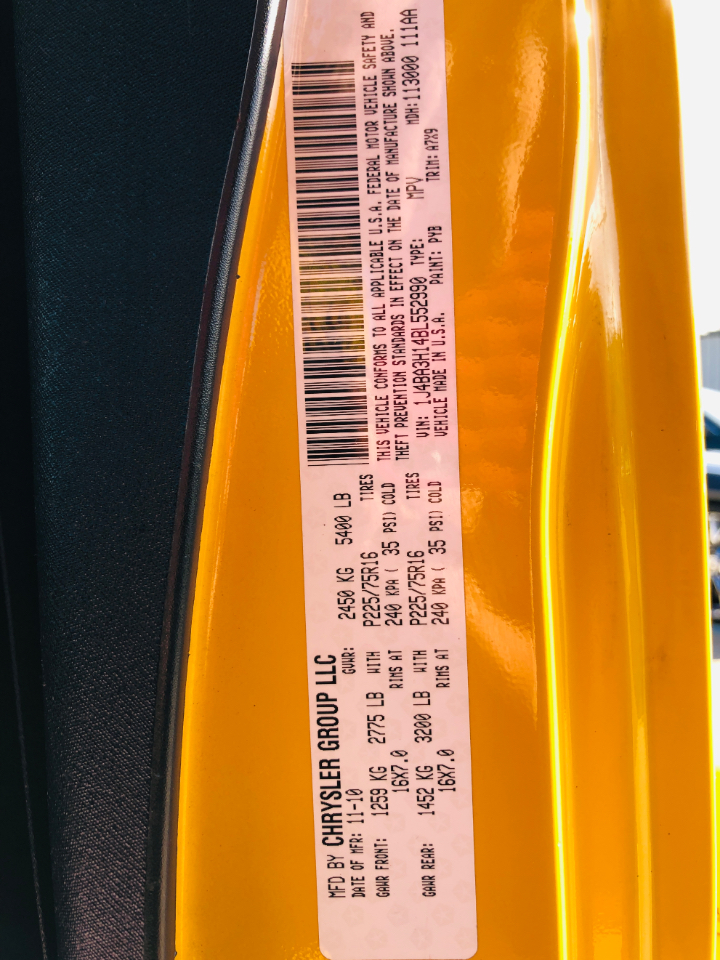 MFD BY CHRYSLER GROUP LLC
DATE OF MFR: 11-10 GVWR: 2450 KG 5400 LB
GAWR FRONT: 1259 KG 2775 LB WITH P225/75R16 TIRES
16X7.0 RIMS AT 240 KPA ( 35 PSI) COLD
GAWR REAR: 1452 KG 3200 LB WITH P225/75R16 TIRES
16X7.0 RIMS AT 240 KPA ( 35 PSI) COLD
THIS VEHICLE CONFORMS TO ALL APPLICABLE U.S.A. FEDERAL MOTOR VEHICLE SAFETY AND
THEFT PREVENTION STANDARDS IN EFFECT ON THE DATE OF MANUFACTURE SHOWN ABOVE.
VIN: 1J4BA3H14BL552990 TYPE: MPV MDH: 113000 111AA
VEHICLE MADE IN U.S.A. PAINT: PYB TRIM: A7X9